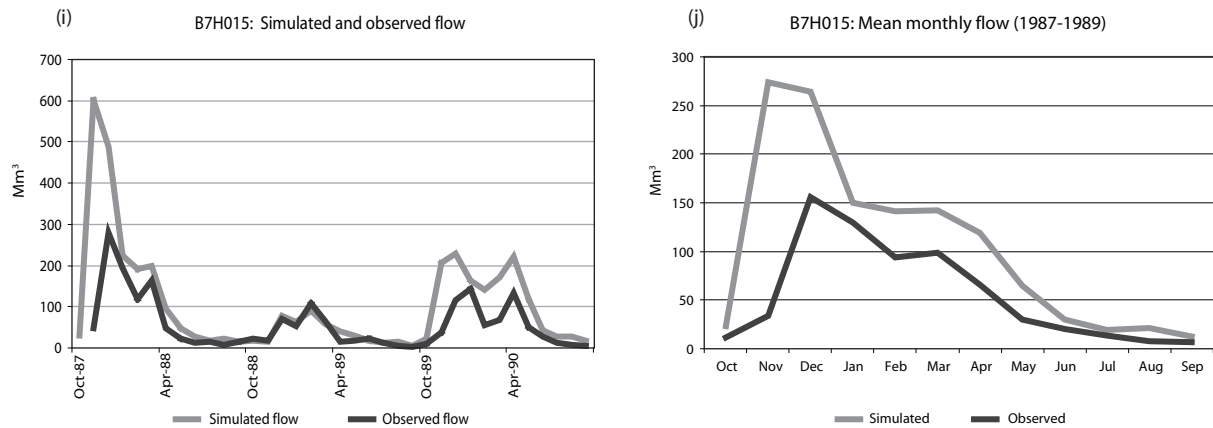 (i)
B7H015: Simulated and observed flow
700
600
500
400
300
200
100
0
Mm³
Oct-87
Apr-88
Oct-88
Apr-89
Oct-89
Apr-90
Simulated flow
Observed flow
(j)
B7H015: Mean monthly flow (1987-1989)
300
250
200
150
100
50
0
Mm³
Oct Nov Dec Jan Feb Mar Apr May Jun Jul Aug Sep
Simulated
Observed